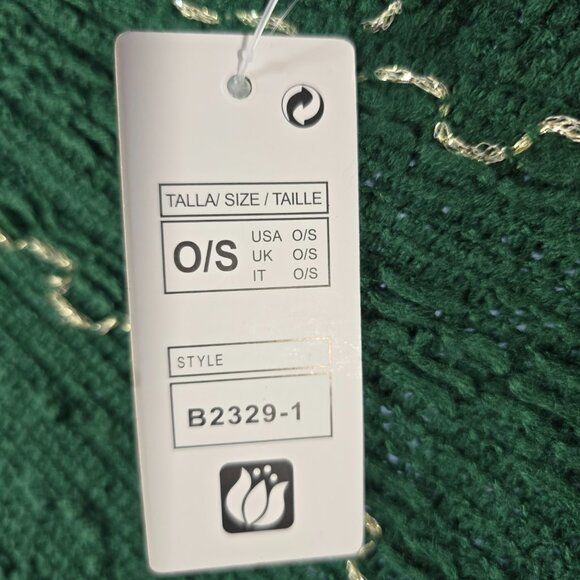 TALLA/ SIZE / TAILLE
O/S
USA O/S
UK O/S
IT O/S
STYLE
B2329-1